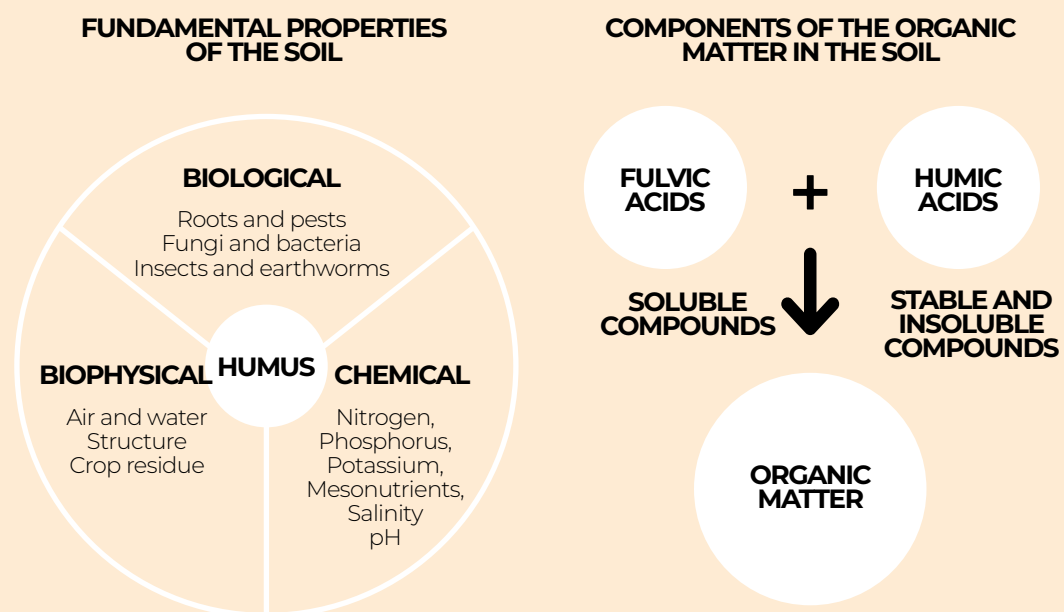 FUNDAMENTAL PROPERTIES
OF THE SOIL
BIOLOGICAL
Roots and pests
Fungi and bacteria
Insects and earthworms
BIOPHYSICAL
Air and water
Structure
Crop residue
HUMUS
CHEMICAL
Nitrogen,
Phosphorus,
Potassium,
Mesonutrients,
Salinity
pH
COMPONENTS OF THE ORGANIC
MATTER IN THE SOIL
FULVIC
ACIDS
+
HUMIC
ACIDS
SOLUBLE
COMPOUNDS
STABLE AND
INSOLUBLE
COMPOUNDS
ORGANIC
MATTER